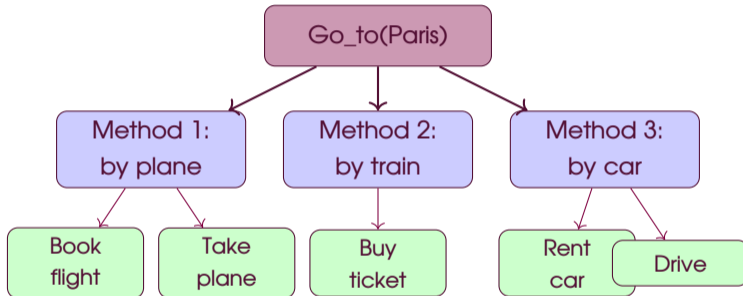 Go_to(Paris)
Method 1:
by plane
Method 2:
by train
Method 3:
by car
Book
flight
Take
plane
Buy
ticket
Rent
car
Drive